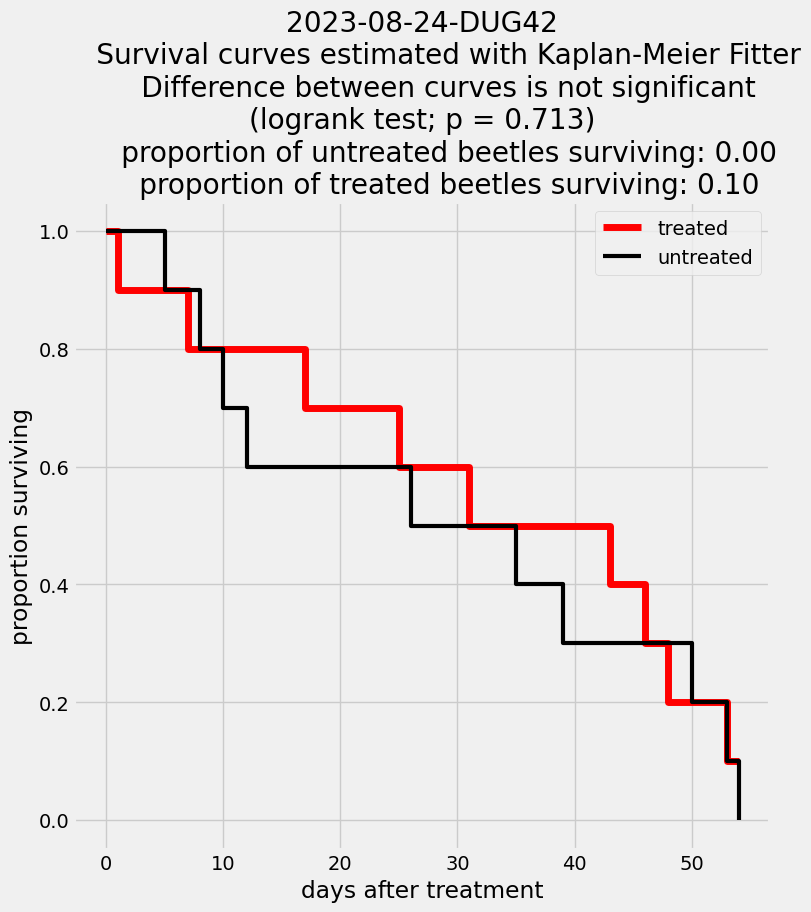 2023-08-24-DUG42
Survival curves estimated with Kaplan-Meier Fitter
Difference between curves is not significant
(logrank test; p = 0.713)
proportion of untreated beetles surviving: 0.00
proportion of treated beetles surviving: 0.10
treated
untreated
1.0
0.8
0.6
0.4
0.2
0.0
proportion surviving
0 10 20 30 40 50
days after treatment